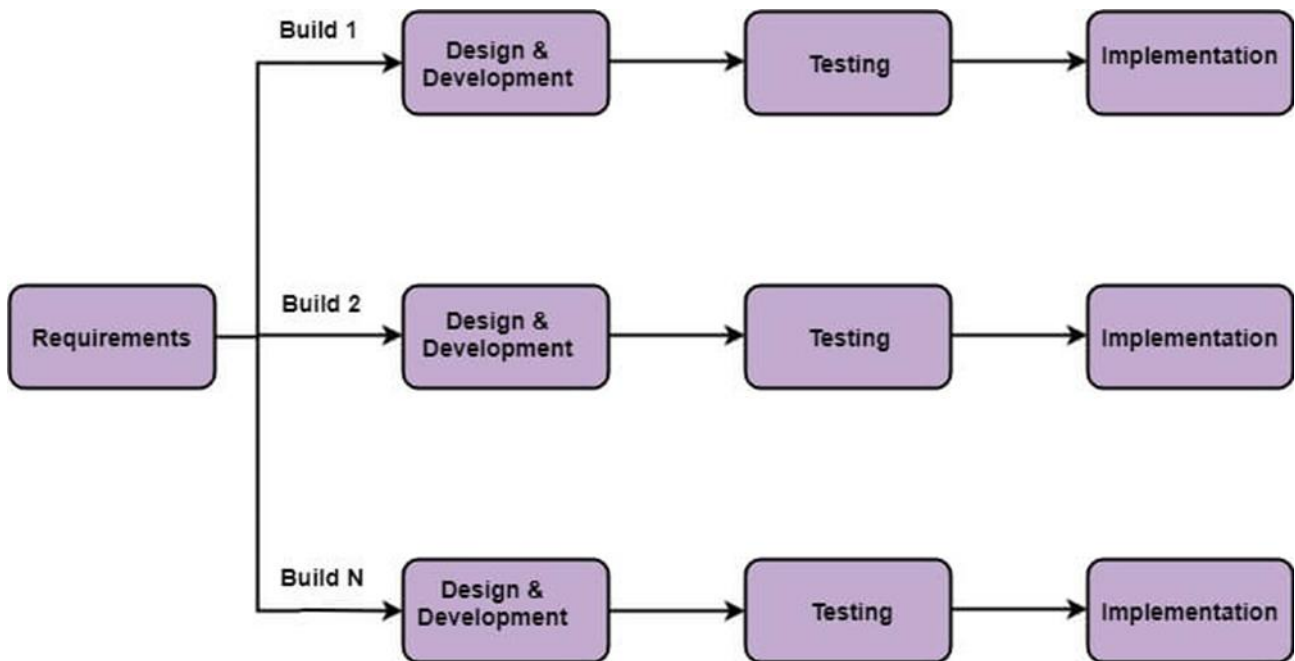 Build 1
Design &
Development
Testing
Implementation
Requirements
Build 2
Design &
Development
Testing
Implementation
Build N
Design &
Development
Testing
Implementation